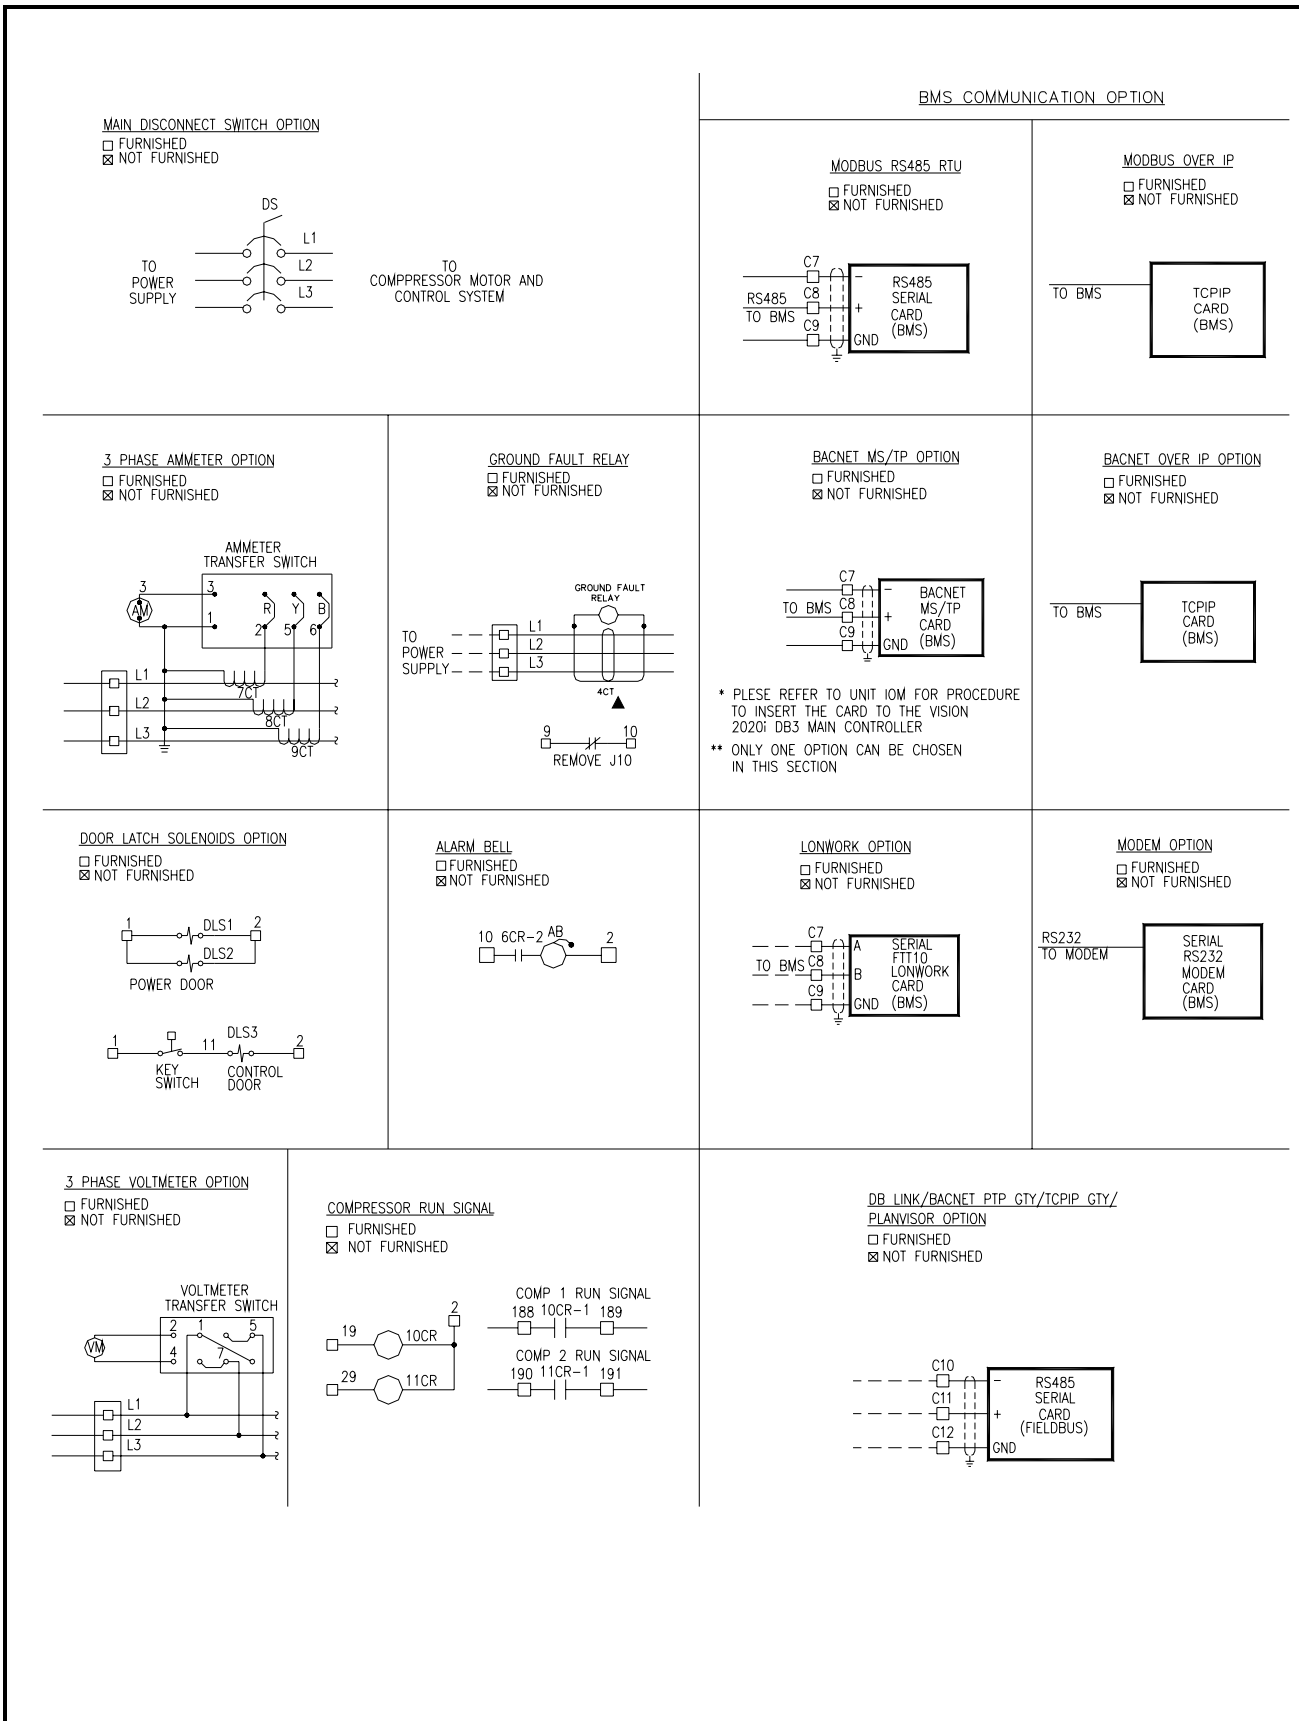 BMS COMMUNICATION OPTION
MAIN DISCONNECT SWITCH OPTION
FURNISHED
NOT FURNISHED
DS
L1
L2
L3
TO
POWER
SUPPLY
TO
COMPPRESSOR MOTOR AND
CONTROL SYSTEM
MODBUS RS485 RTU
FURNISHED
NOT FURNISHED
C7
RS485
C8
TO BMS
C9
−
+
GND
RS485
SERIAL
CARD
(BMS)
MODBUS OVER IP
FURNISHED
NOT FURNISHED
TO BMS
TCPIP
CARD
(BMS)
3 PHASE AMMETER OPTION
FURNISHED
NOT FURNISHED
AMMETER
TRANSFER SWITCH
3
3
AM
R
Y
B
1
2
5
6
L1
7CT
L2
8CT
L3
9CT
GROUND FAULT RELAY
FURNISHED
NOT FURNISHED
GROUND FAULT
RELAY
TO
POWER
SUPPLY
L1
L2
L3
4CT
9
10
REMOVE J10
BACNET MS/TP OPTION
FURNISHED
NOT FURNISHED
C7
TO BMS
C8
C9
−
+
GND
BACNET
MS/TP
CARD
(BMS)
* PLESE REFER TO UNIT IOM FOR PROCEDURE
TO INSERT THE CARD TO THE VISION
2020i DB3 MAIN CONTROLLER
** ONLY ONE OPTION CAN BE CHOSEN
IN THIS SECTION
BACNET OVER IP OPTION
FURNISHED
NOT FURNISHED
TO BMS
TCPIP
CARD
(BMS)
DOOR LATCH SOLENOIDS OPTION
FURNISHED
NOT FURNISHED
1
DLS1
2
DLS2
POWER DOOR
1
11
DLS3
2
KEY
SWITCH
CONTROL
DOOR
ALARM BELL
FURNISHED
NOT FURNISHED
10 6CR-2 AB 2
LONWORK OPTION
FURNISHED
NOT FURNISHED
C7
TO BMS
C8
C9
A
B
GND
SERIAL
FTT10
LONWORK
CARD
(BMS)
MODEM OPTION
FURNISHED
NOT FURNISHED
RS232
TO MODEM
SERIAL
RS232
MODEM
CARD
(BMS)
3 PHASE VOLTMETER OPTION
FURNISHED
NOT FURNISHED
VOLTMETER
TRANSFER SWITCH
2
1
5
VM
4
7
L1
L2
L3
COMPRESSOR RUN SIGNAL
FURNISHED
NOT FURNISHED
2
19
10CR
29
11CR
COMP 1 RUN SIGNAL
188 10CR-1 189
COMP 2 RUN SIGNAL
190 11CR-1 191
DB LINK/BACNET PTP GTY/TCPIP GTY/
PLANVISOR OPTION
FURNISHED
NOT FURNISHED
C10
C11
C12
−
+
GND
RS485
SERIAL
CARD
(FIELDBUS)